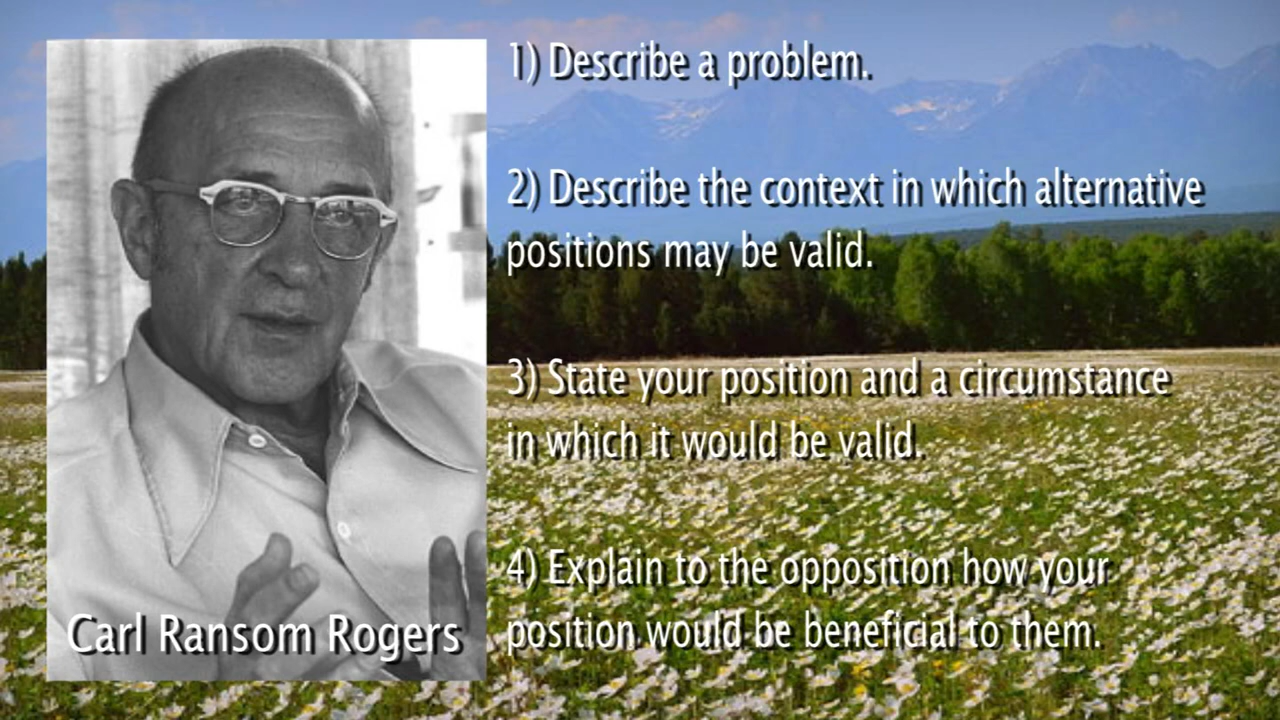 1) Describe a problem.
2) Describe the context in which alternative
positions may be valid.
3) State your position and a circumstance
in which it would be valid.
4) Explain to the opposition how your
position would be beneficial to them.
Carl Ransom Rogers